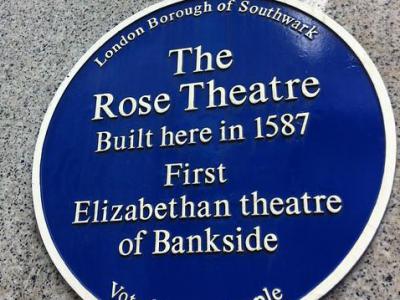 London Borough of Southwark
The
Rose Theatre
Built here in 1587
First
Elizabethan theatre
of Bankside